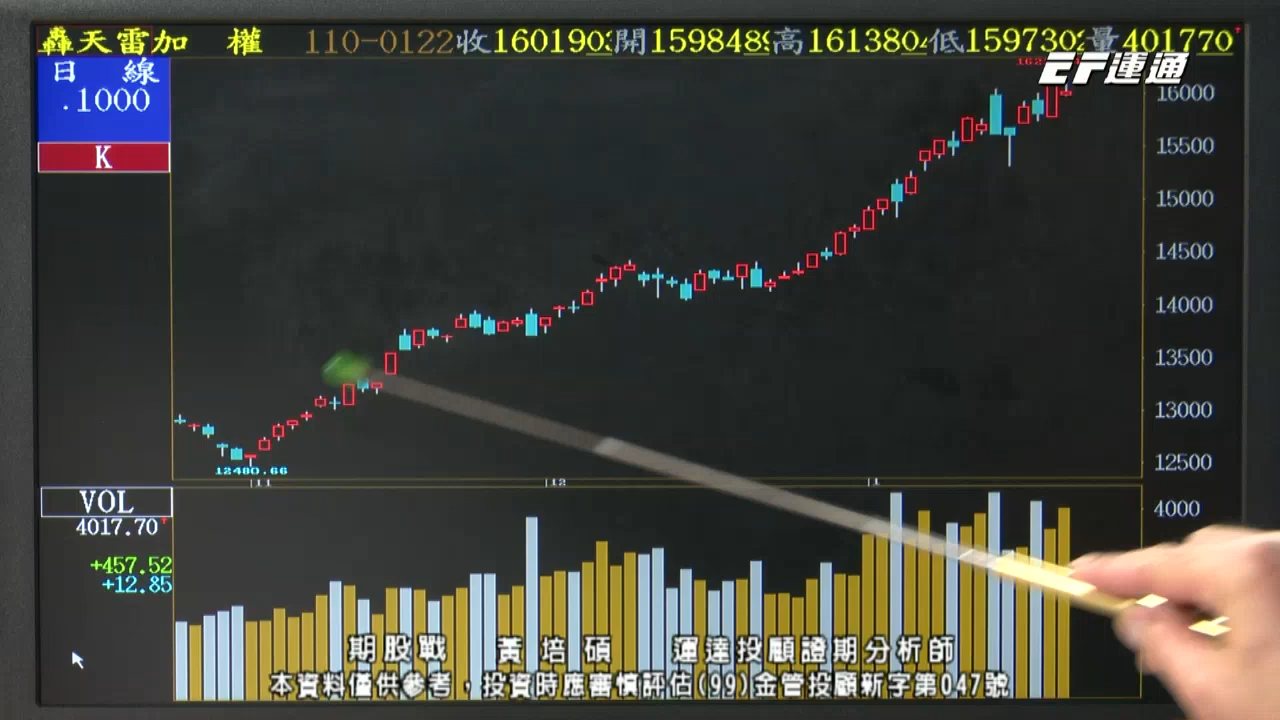 轟天雷加 權 110-0122收1601903開1598489高1613804低1597302量401770
日 線
.1000
EF運通
K
16000
15500
15000
14500
14000
13500
13000
12500
12480.66
11 12 1
VOL
4017.70
4000
+457.52
+12.85
期股戰 黃培碩 運達投顧證期分析師
本資料僅供參考，投資時應審慎評估(99)金管投顧新字第047號